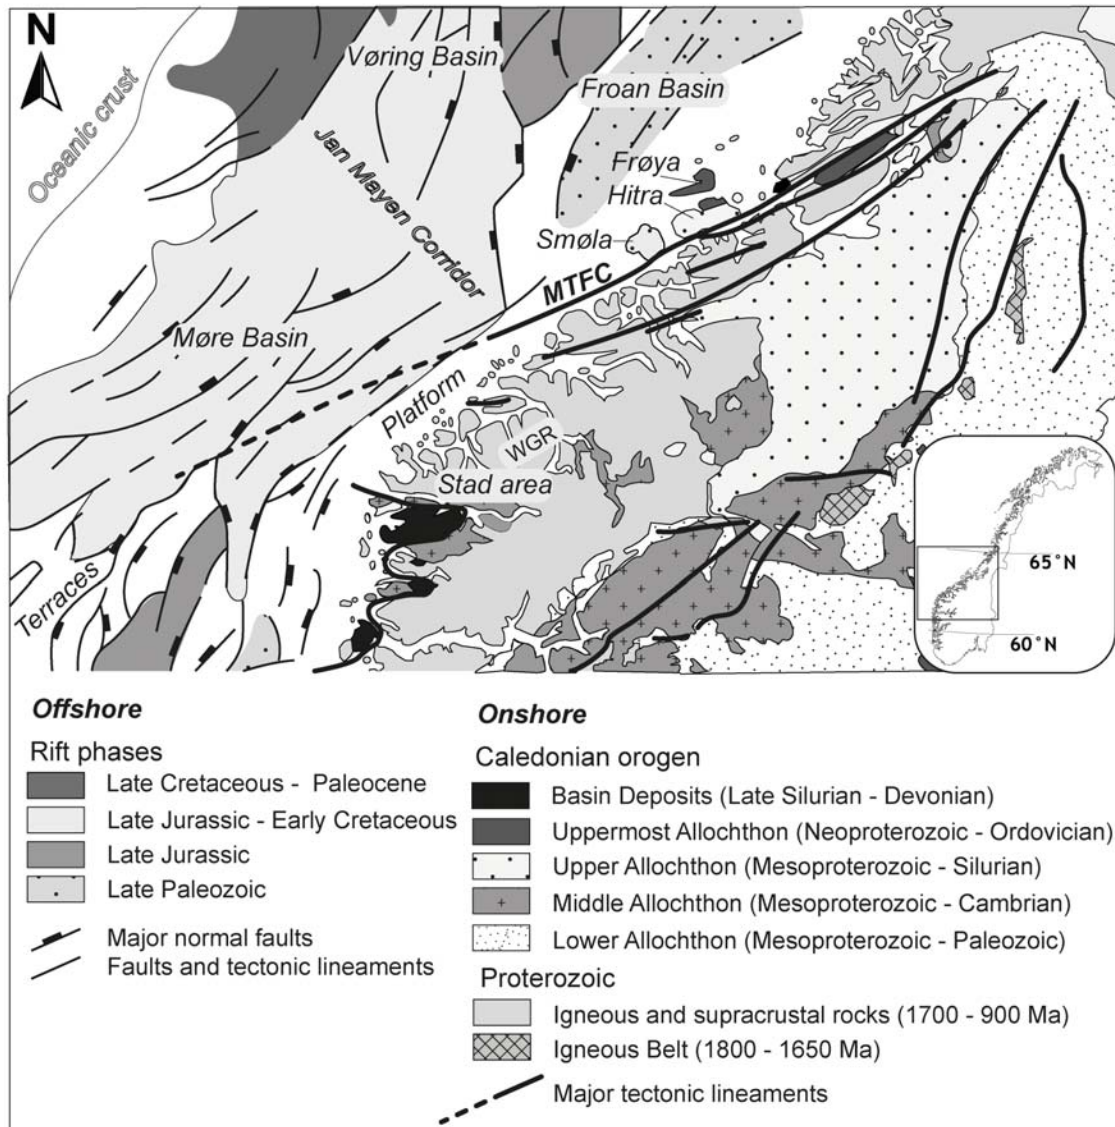 N
Vøring Basin
Froan Basin
Oceanic crust
Jan Mayen Corridor
Frøya
Hitra
Smøla
MTFC
Møre Basin
Platform
WGR
Stad area
Terraces
65°N
60°N
Offshore
Rift phases
Late Cretaceous - Paleocene
Late Jurassic - Early Cretaceous
Late Jurassic
Late Paleozoic
Major normal faults
Faults and tectonic lineaments
Onshore
Caledonian orogen
Basin Deposits (Late Silurian - Devonian)
Uppermost Allochthon (Neoproterozoic - Ordovician)
Upper Allochthon (Mesoproterozoic - Silurian)
Middle Allochthon (Mesoproterozoic - Cambrian)
Lower Allochthon (Mesoproterozoic - Paleozoic)
Proterozoic
Igneous and supracrustal rocks (1700 - 900 Ma)
Igneous Belt (1800 - 1650 Ma)
Major tectonic lineaments